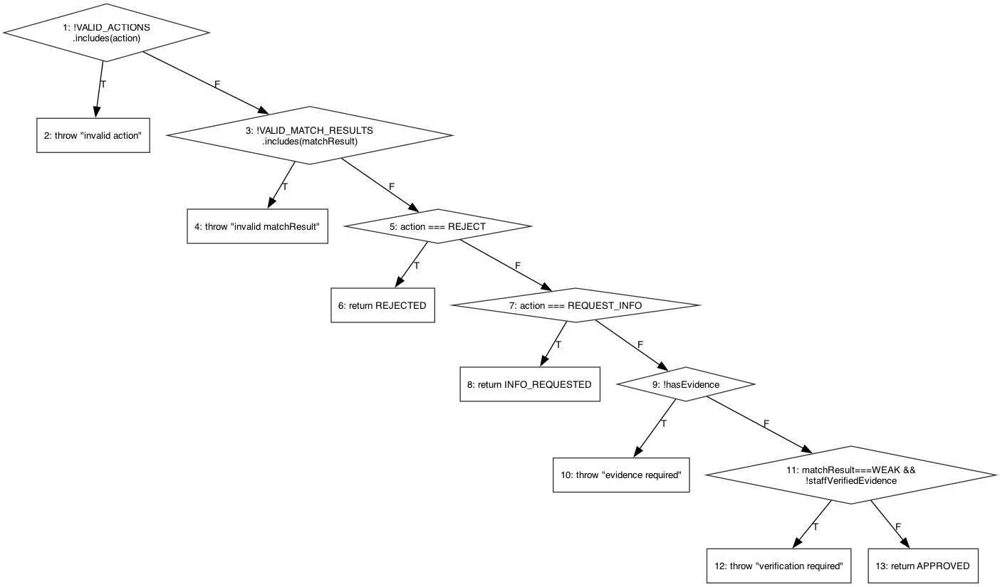 1: !VALID_ACTIONS
.includes(action)
T
F
2: throw "invalid action"
3: !VALID_MATCH_RESULTS
.includes(matchResult)
T
F
4: throw "invalid matchResult"
5: action === REJECT
T
F
6: return REJECTED
7: action === REQUEST_INFO
T
F
8: return INFO_REQUESTED
9: !hasEvidence
T
F
10: throw "evidence required"
11: matchResult===WEAK &&
!staffVerifiedEvidence
T
F
12: throw "verification required"
13: return APPROVED